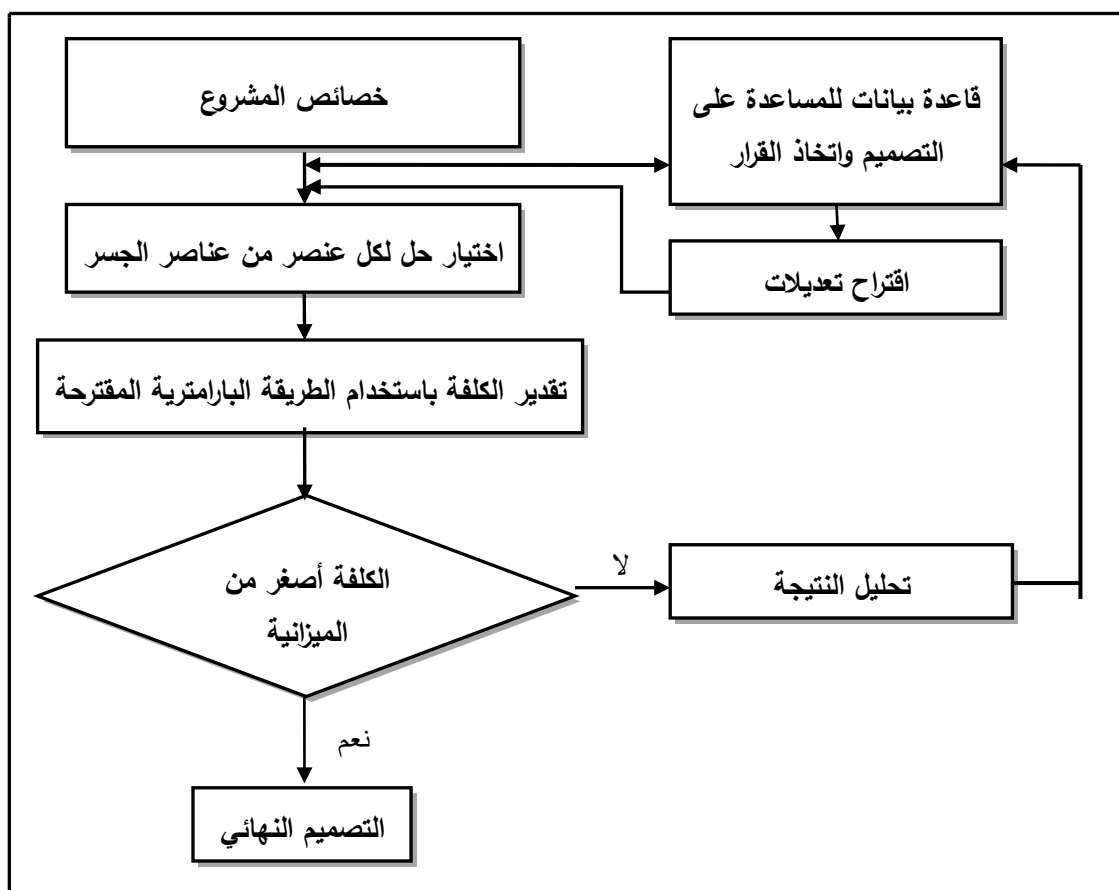 خصائص المشروع
قاعدة بيانات للمساعدة على
التصميم واتخاذ القرار
اختيار حل لكل عنصر من عناصر الجسر
اقتراح تعديلات
تقدير الكلفة باستخدام الطريقة البارامترية المقترحة
الكلفة أصغر من
الميزانية
لا
تحليل النتيجة
نعم
التصميم النهائي